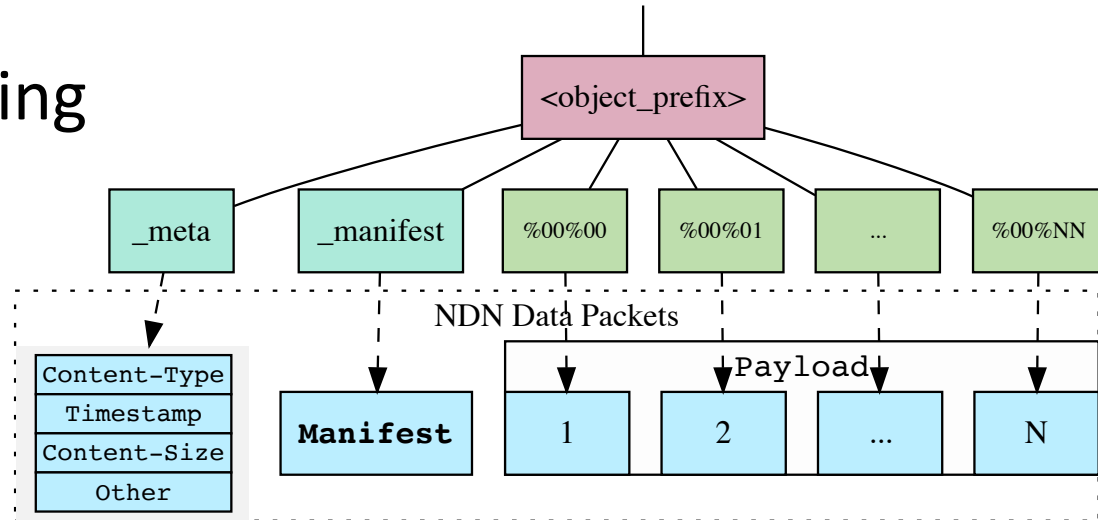 ing
<object_prefix>
_meta
_manifest
%00%00
%00%01
...
%00%NN
NDN Data Packets
Payload
Content-Type
Timestamp
Content-Size
Other
Manifest
1
2
...
N